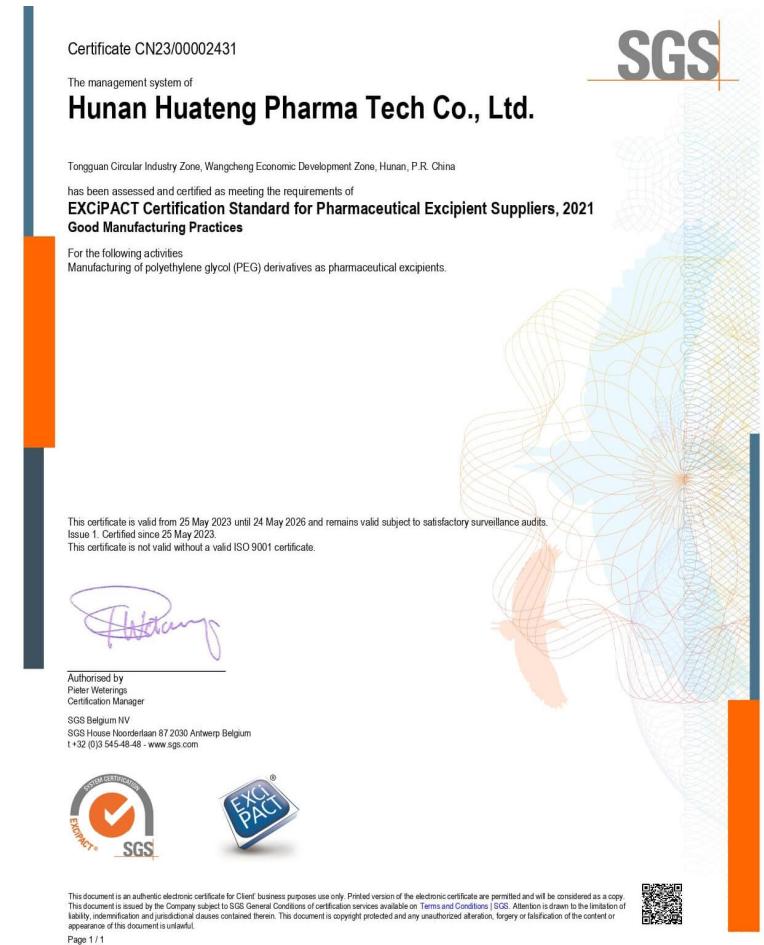 Certificate CN23/00002431
SGS
The management system of
Hunan Huateng Pharma Tech Co., Ltd.
Tongguan Circular Industry Zone, Wangcheng Economic Development Zone, Hunan, P.R. China
has been assessed and certified as meeting the requirements of
EXCiPACT Certification Standard for Pharmaceutical Excipient Suppliers, 2021
Good Manufacturing Practices
For the following activities
Manufacturing of polyethylene glycol (PEG) derivatives as pharmaceutical excipients.
This certificate is valid from 25 May 2023 until 24 May 2026 and remains valid subject to satisfactory surveillance audits.
Issue 1. Certified since 25 May 2023.
This certificate is not valid without a valid ISO 9001 certificate.
Authorised by
Pieter Weterings
Certification Manager
SGS Belgium NV
SGS House Noorderlaan 87 2030 Antwerp Belgium
t +32 (0)3 545-48-48 - www.sgs.com
SYSTEM CERTIFICATION
EXCiPACT®
SGS
EXCi
PACT
®
This document is an authentic electronic certificate for Client' business purposes use only. Printed version of the electronic certificate are permitted and will be considered as a copy.
This document is issued by the Company subject to SGS General Conditions of certification services available on Terms and Conditions | SGS. Attention is drawn to the limitation of
liability, indemnification and jurisdictional clauses contained therein. This document is copyright protected and any unauthorized alteration, forgery or falsification of the content or
appearance of this document is unlawful.
Page 1 / 1